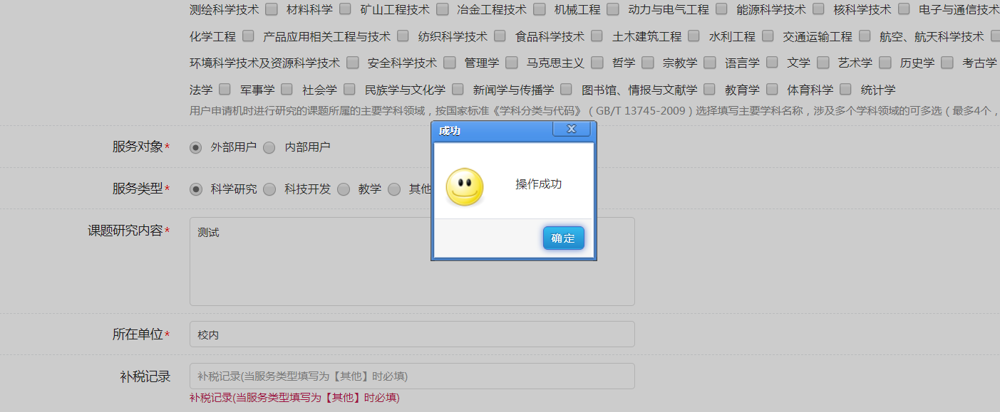 测绘科学技术 材料科学 矿山工程技术 冶金工程技术 机械工程 动力与电气工程 能源科学技术 核科学技术 电子与通信技术
化学工程 产品应用相关工程与技术 纺织科学技术 食品科学技术 土木建筑工程 水利工程 交通运输工程 航空、航天科学技术
环境科学技术及资源科学技术 安全科学技术 管理学 马克思主义 哲学 宗教学 语言学 文学 艺术学 历史学 考古学
法学 军事学 社会学 民族学与文化学 新闻学与传播学 图书馆、情报与文献学 教育学 体育科学 统计学
用户申请机时进行研究的课题所属的主要学科领域，按国家标准《学科分类与代码》（GB/T 13745-2009）选择填写主要学科名称，涉及多个学科领域的可多选（最多4个，
成功
X
服务对象* 外部用户 内部用户
操作成功
服务类型* 科学研究 科技开发 教学 其他
课题研究内容* 测试
确定
所在单位* 校内
补税记录 补税记录(当服务类型填写为【其他】时必填)
补税记录(当服务类型填写为【其他】时必填)